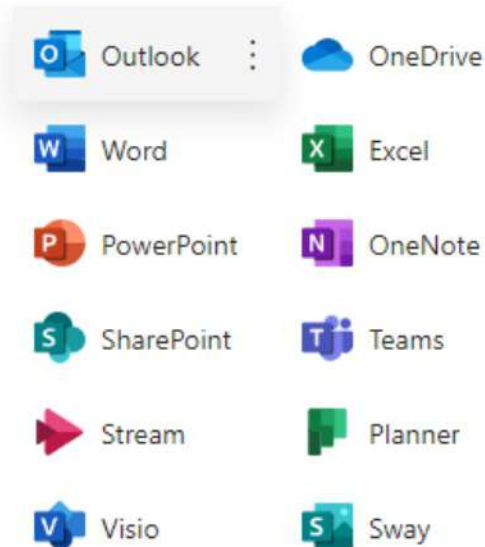 O Outlook ⋮ OneDrive
W Word X Excel
P PowerPoint N OneNote
S SharePoint T Teams
Stream Planner
V Visio S Sway